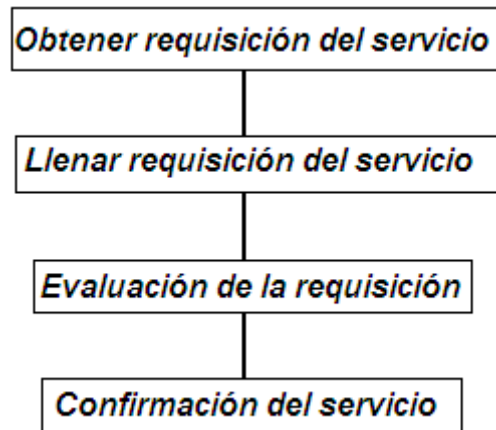 Obtener requisición del servicio
Llenar requisición del servicio
Evaluación de la requisición
Confirmación del servicio